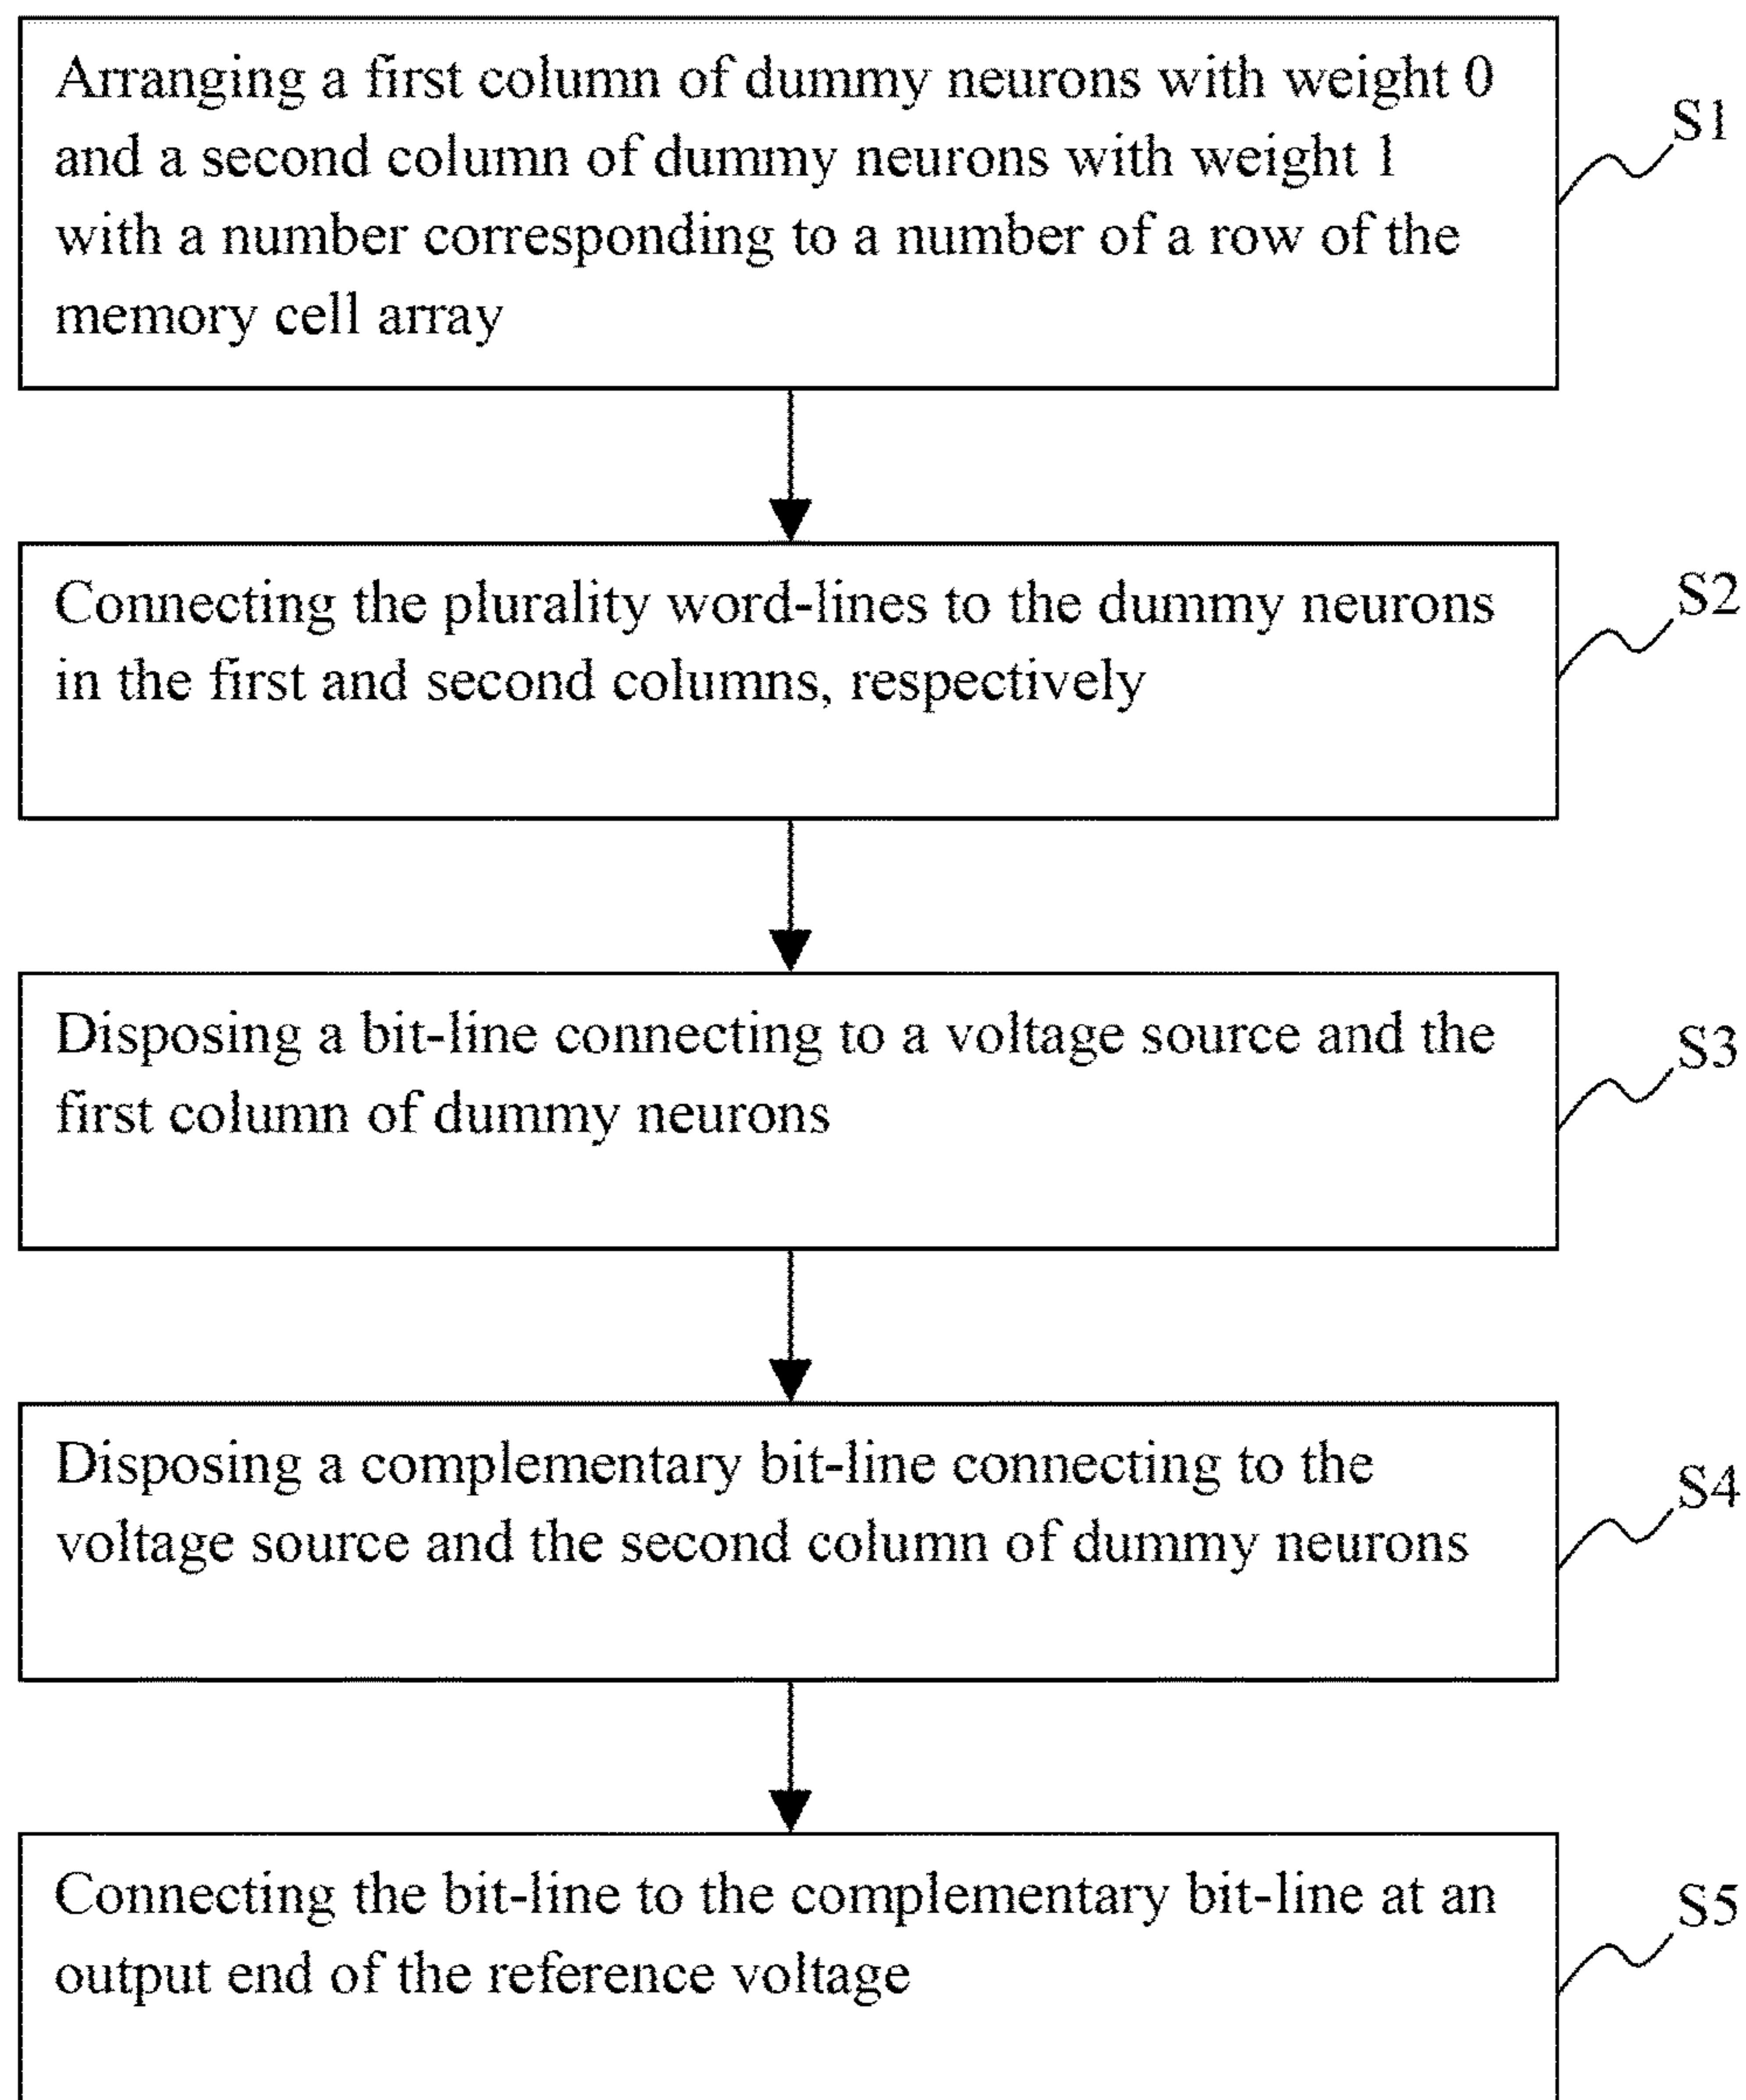 Arranging a first column of dummy neurons with weight 0
and a second column of dummy neurons with weight 1
with a number corresponding to a number of a row of the
memory cell array
S1
Connecting the plurality word-lines to the dummy neurons
in the first and second columns, respectively
S2
Disposing a bit-line connecting to a voltage source and the
first column of dummy neurons
S3
Disposing a complementary bit-line connecting to the
voltage source and the second column of dummy neurons
S4
Connecting the bit-line to the complementary bit-line at an
output end of the reference voltage
S5